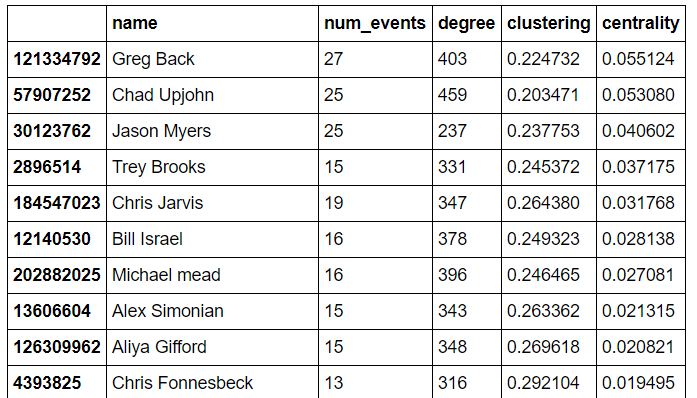 name num_events degree clustering centrality
121334792 Greg Back 27 403 0.224732 0.055124
57907252 Chad Upjohn 25 459 0.203471 0.053080
30123762 Jason Myers 25 237 0.237753 0.040602
2896514 Trey Brooks 15 331 0.245372 0.037175
184547023 Chris Jarvis 19 347 0.264380 0.031768
12140530 Bill Israel 16 378 0.249323 0.028138
202882025 Michael mead 16 396 0.246465 0.027081
13606604 Alex Simonian 15 343 0.263362 0.021315
126309962 Aliya Gifford 15 348 0.269618 0.020821
4393825 Chris Fonnesbeck 13 316 0.292104 0.019495